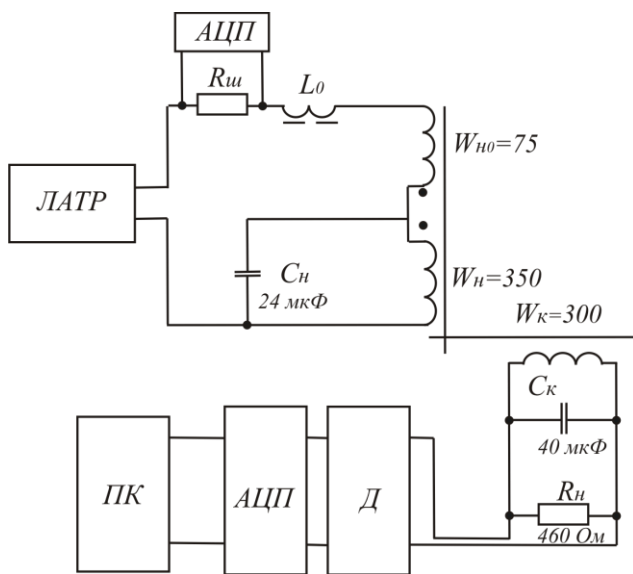 АЦП
Rш
L₀
Wн₀=75
ЛАТР
Cн
24 мкФ
Wн=350
Wк=300
Cк
40 мкФ
ПК
АЦП
Д
Rн
460 Ом